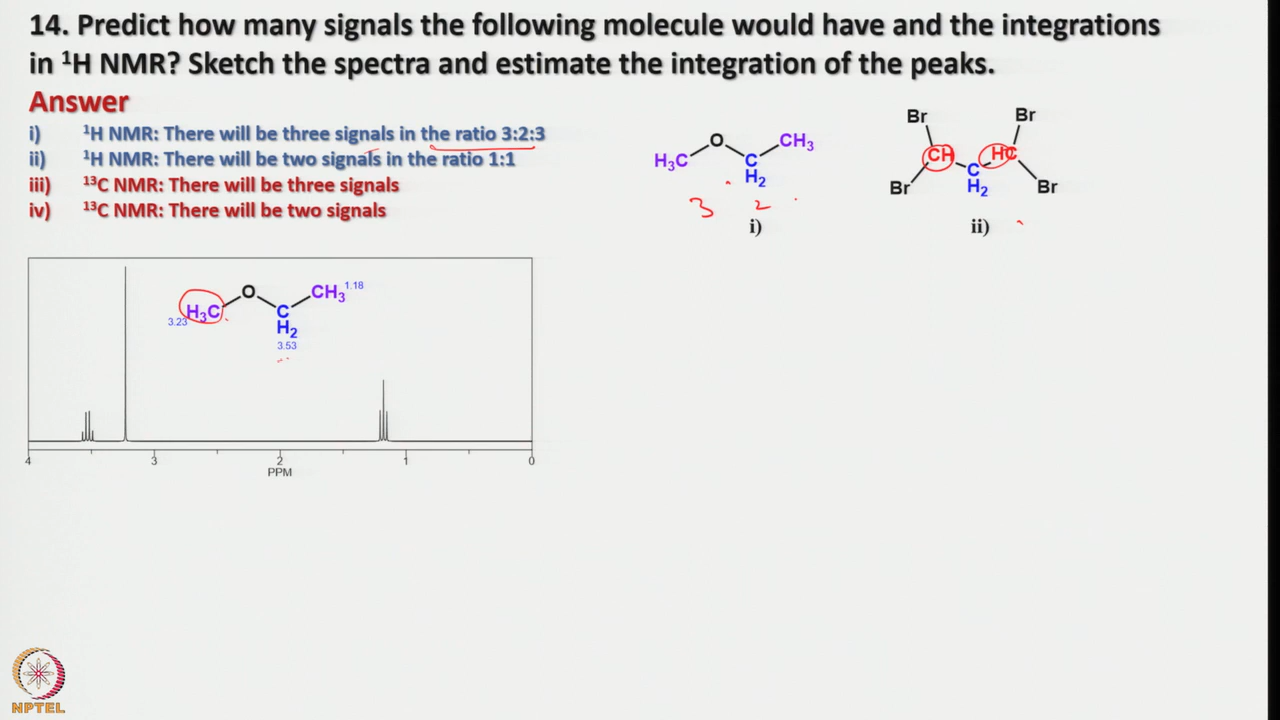 14. Predict how many signals the following molecule would have and the integrations
in ¹H NMR? Sketch the spectra and estimate the integration of the peaks.
Answer
i) ¹H NMR: There will be three signals in the ratio 3:2:3
ii) ¹H NMR: There will be two signals in the ratio 1:1
iii) ¹³C NMR: There will be three signals
iv) ¹³C NMR: There will be two signals
H₃C O C H₂ CH₃
3 2
i)
Br Br
CH HC
C H₂
Br Br
ii)
O CH₃ 1.18
H₃C C
3.23 H₂
3.53
4 3 2 1 0
PPM
NPTEL